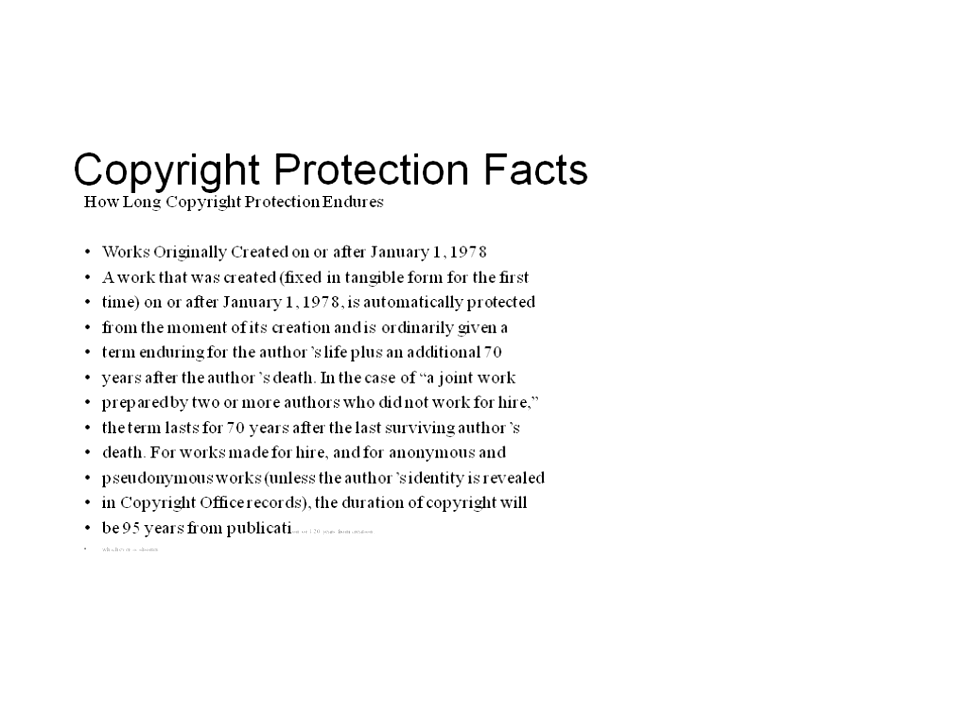 Copyright Protection Facts
How Long Copyright Protection Endures
• Works Originally Created on or after January 1, 1978
• A work that was created (fixed in tangible form for the first
• time) on or after January 1, 1978, is automatically protected
• from the moment of its creation and is ordinarily given a
• term enduring for the author’s life plus an additional 70
• years after the author’s death. In the case of “a joint work
• prepared by two or more authors who did not work for hire,”
• the term lasts for 70 years after the last surviving author’s
• death. For works made for hire, and for anonymous and
• pseudonymous works (unless the author’s identity is revealed
• in Copyright Office records), the duration of copyright will
• be 95 years from publication or 120 years from creation